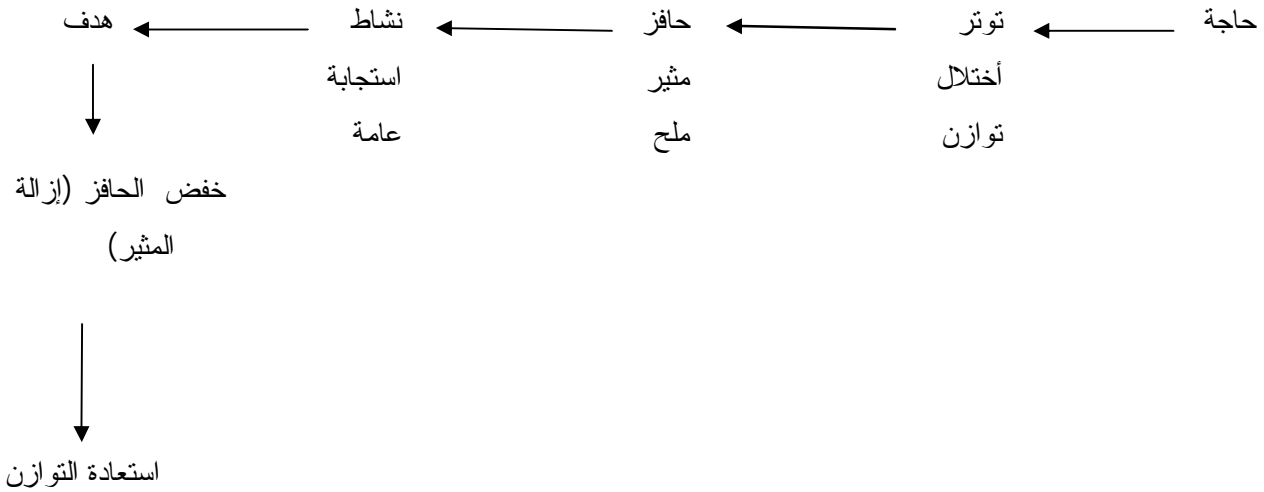 حاجة توتر حافز نشاط هدف
أختلال مثير استجابة
توازن ملح عامة
خفض الحافز (إزالة
المثير)
استعادة التوازن